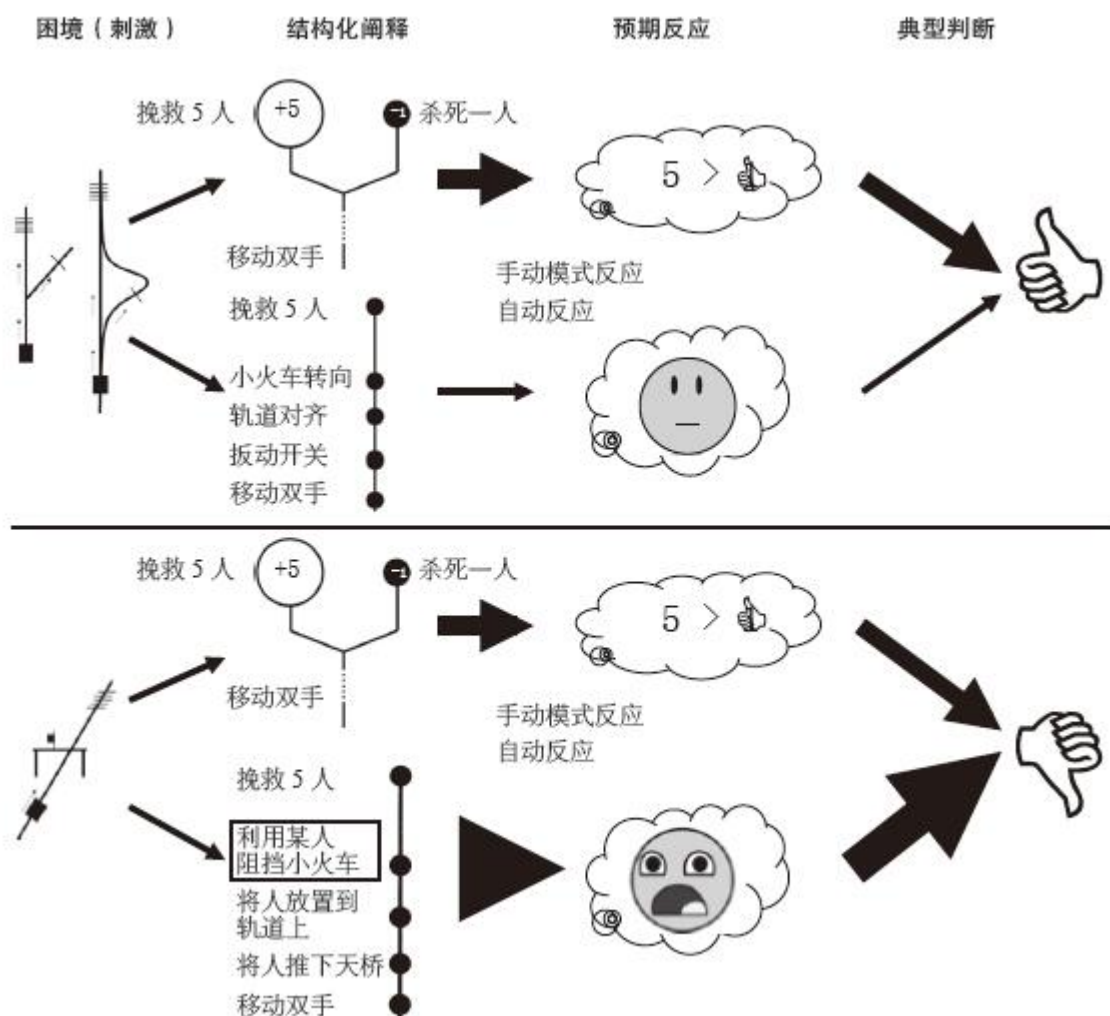 困境（刺激）
结构化阐释
预期反应
典型判断
挽救 5 人
+5
-1
杀死一人
5 >
移动双手
手动模式反应
自动反应
挽救 5 人
小火车转向
轨道对齐
扳动开关
移动双手
挽救 5 人
+5
-1
杀死一人
5 >
移动双手
手动模式反应
自动反应
挽救 5 人
利用某人
阻挡小火车
将人放置到
轨道上
将人推下天桥
移动双手